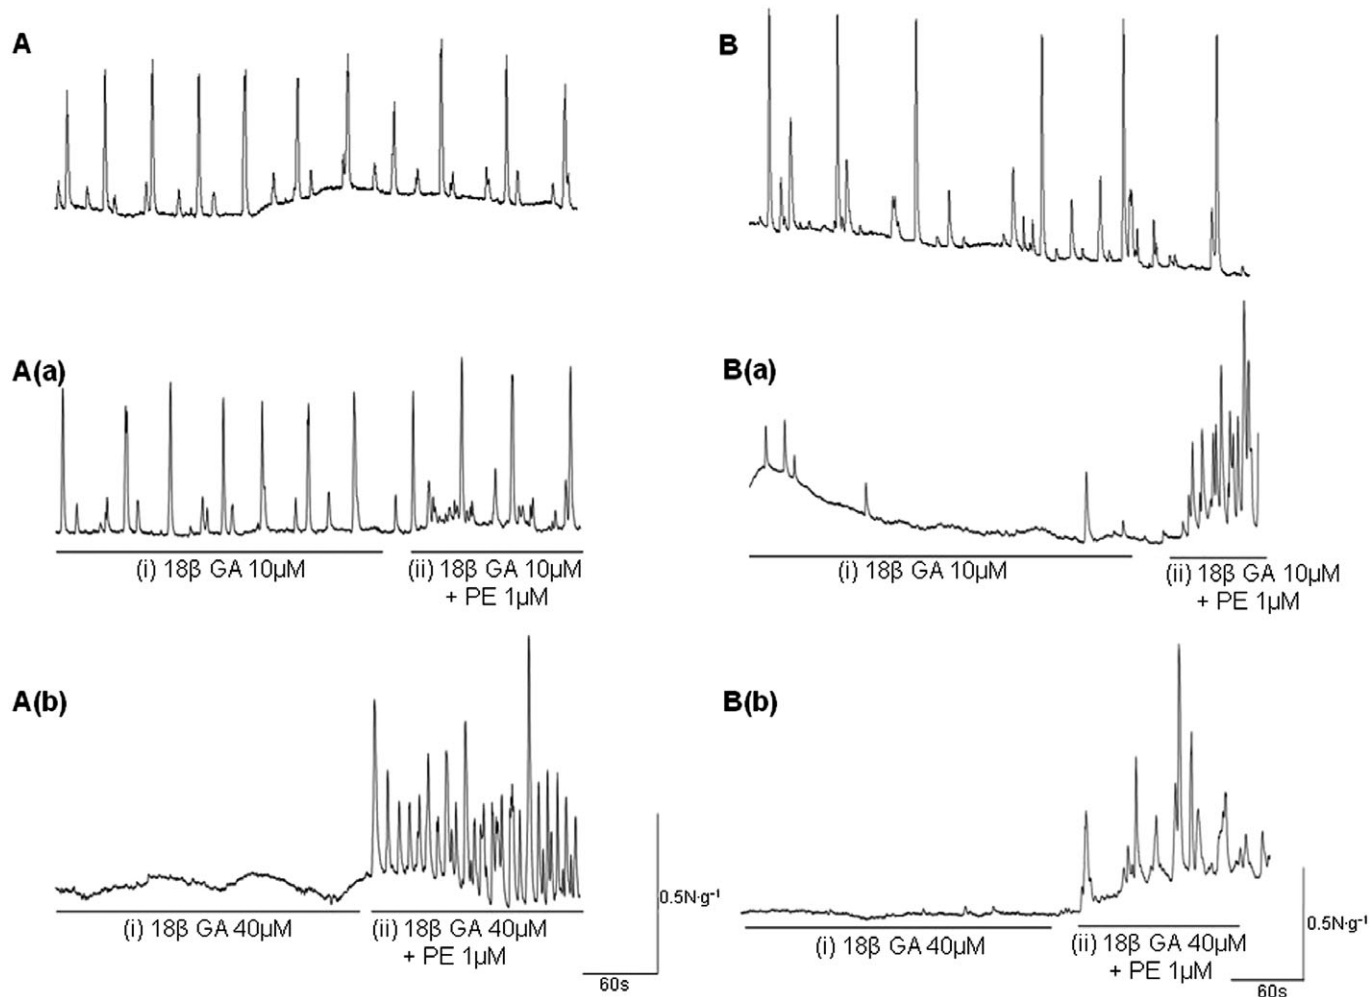 A
B
A(a)
(i) 18β GA 10µM
(ii) 18β GA 10µM
+ PE 1µM
B(a)
(i) 18β GA 10µM
(ii) 18β GA 10µM
+ PE 1µM
A(b)
(i) 18β GA 40µM
(ii) 18β GA 40µM
+ PE 1µM
0.5N·g⁻¹
60s
B(b)
(i) 18β GA 40µM
(ii) 18β GA 40µM
+ PE 1µM
0.5N·g⁻¹
60s